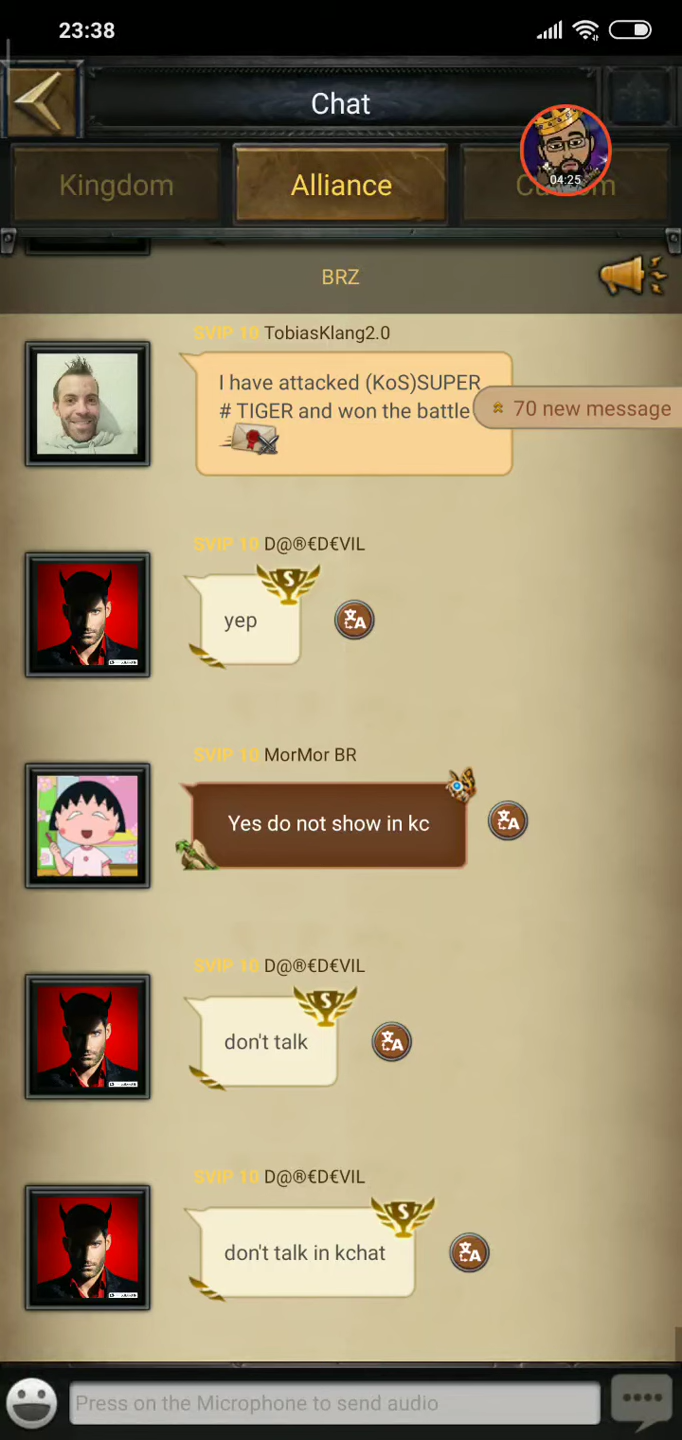 23:38
Chat
04:25
Kingdom
Alliance
BRZ
SVIP 10 TobiasKlang2.0
I have attacked (KoS)SUPER
# TIGER and won the battle
70 new message
SVIP 10 D@®€D€VIL
S
yep
SVIP 10 MorMor BR
Yes do not show in kc
SVIP 10 D@®€D€VIL
S
don't talk
SVIP 10 D@®€D€VIL
S
don't talk in kchat
Press on the Microphone to send audio